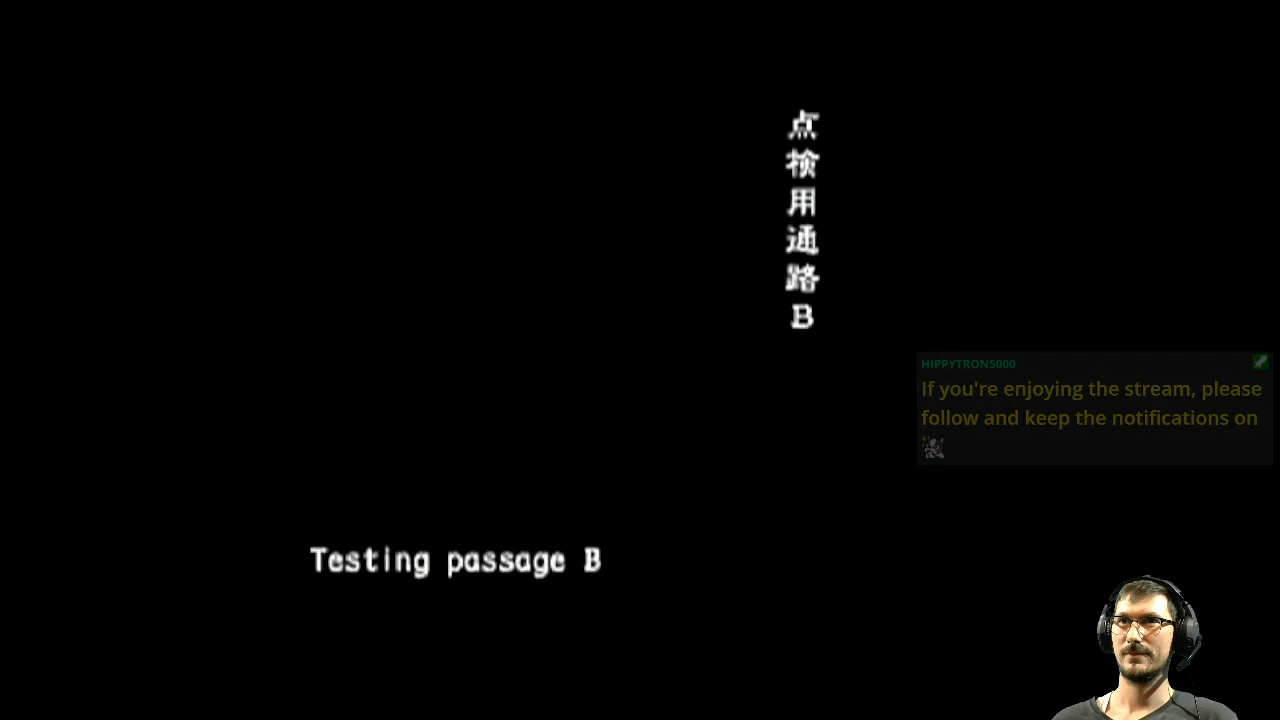 点検用通路B
HIPPYTRON5000
If you're enjoying the stream, please
follow and keep the notifications on
Testing passage B